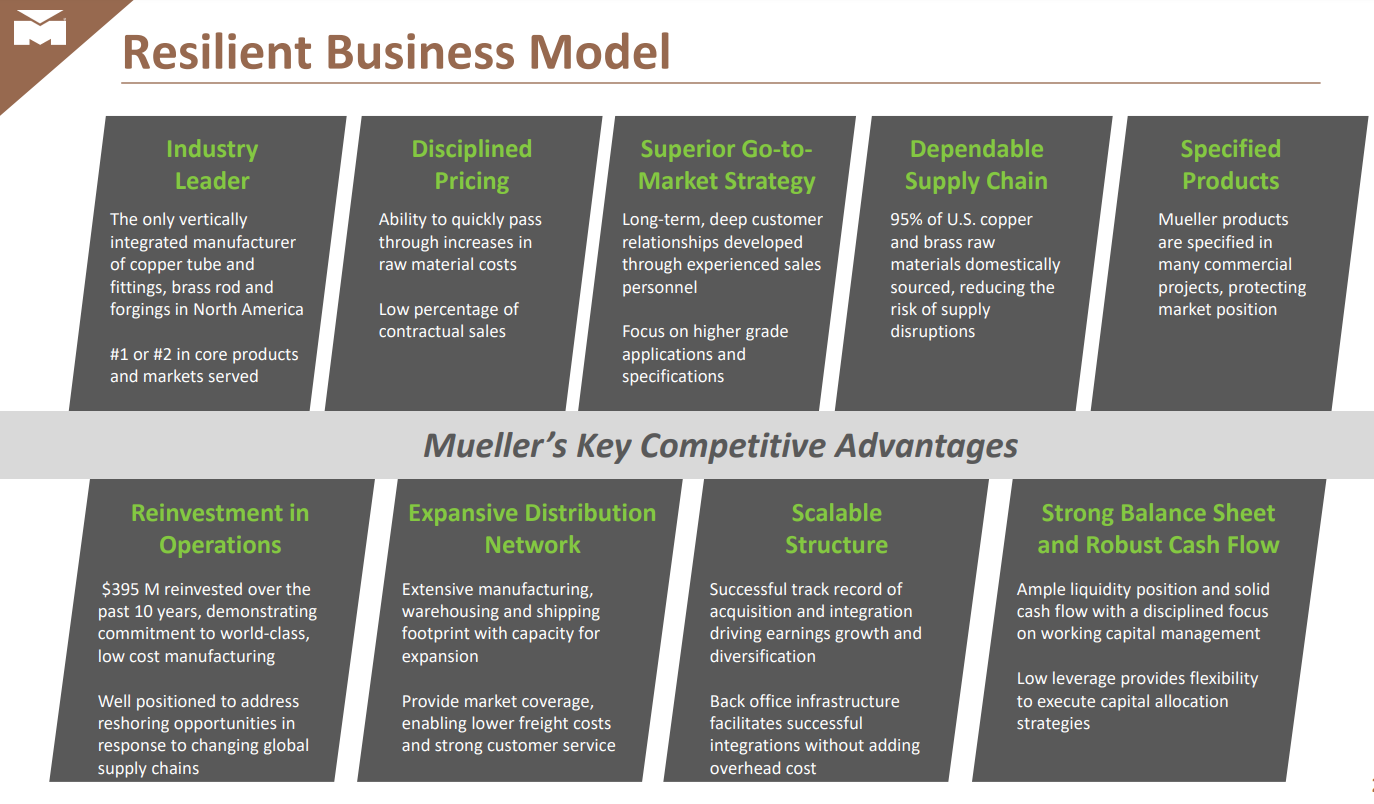 Resilient Business Model
Industry
Leader
The only vertically
integrated manufacturer
of copper tube and
fittings, brass rod and
forgings in North America
#1 or #2 in core products
and markets served
Disciplined
Pricing
Ability to quickly pass
through increases in
raw material costs
Low percentage of
contractual sales
Superior Go-to-
Market Strategy
Long-term, deep customer
relationships developed
through experienced sales
personnel
Focus on higher grade
applications and
specifications
Dependable
Supply Chain
95% of U.S. copper
and brass raw
materials domestically
sourced, reducing the
risk of supply
disruptions
Specified
Products
Mueller products
are specified in
many commercial
projects, protecting
market position
Mueller’s Key Competitive Advantages
Reinvestment in
Operations
$395 M reinvested over the
past 10 years, demonstrating
commitment to world-class,
low cost manufacturing
Well positioned to address
reshoring opportunities in
response to changing global
supply chains
Expansive Distribution
Network
Extensive manufacturing,
warehousing and shipping
footprint with capacity for
expansion
Provide market coverage,
enabling lower freight costs
and strong customer service
Scalable
Structure
Successful track record of
acquisition and integration
driving earnings growth and
diversification
Back office infrastructure
facilitates successful
integrations without adding
overhead cost
Strong Balance Sheet
and Robust Cash Flow
Ample liquidity position and solid
cash flow with a disciplined focus
on working capital management
Low leverage provides flexibility
to execute capital allocation
strategies